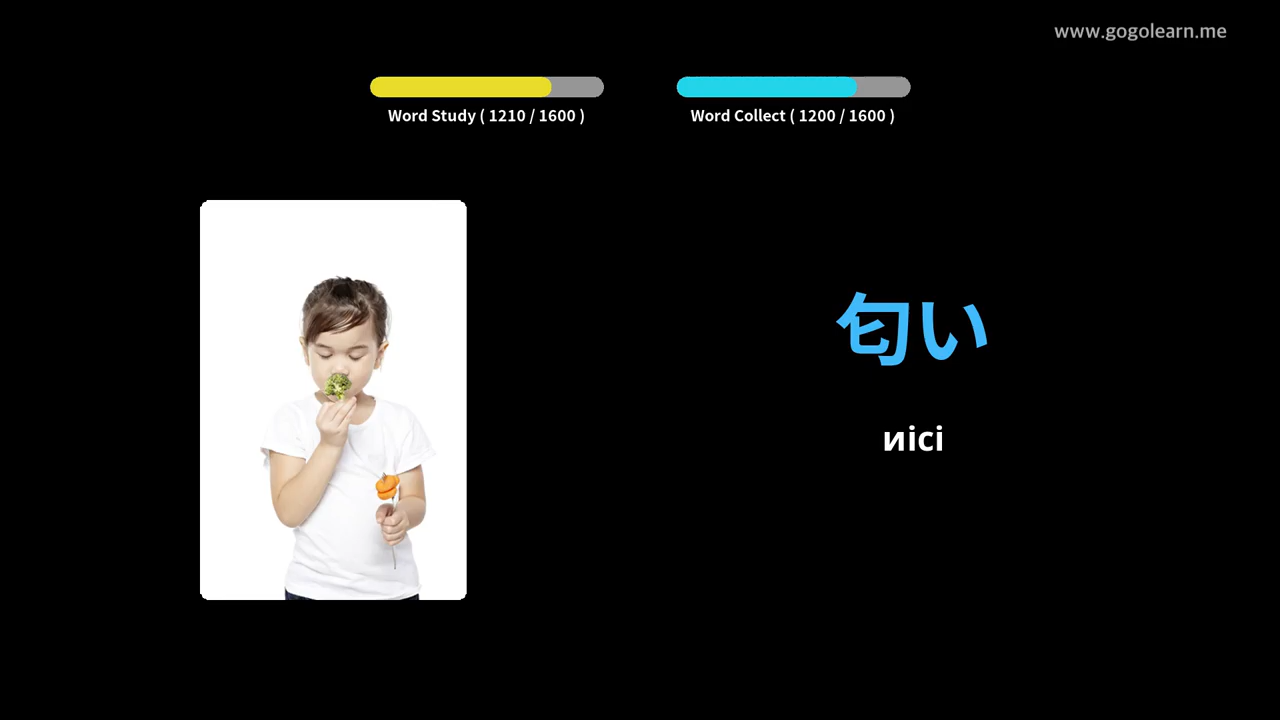 www.gogolearn.me
Word Study ( 1210 / 1600 )
Word Collect ( 1200 / 1600 )
匂い
иісі